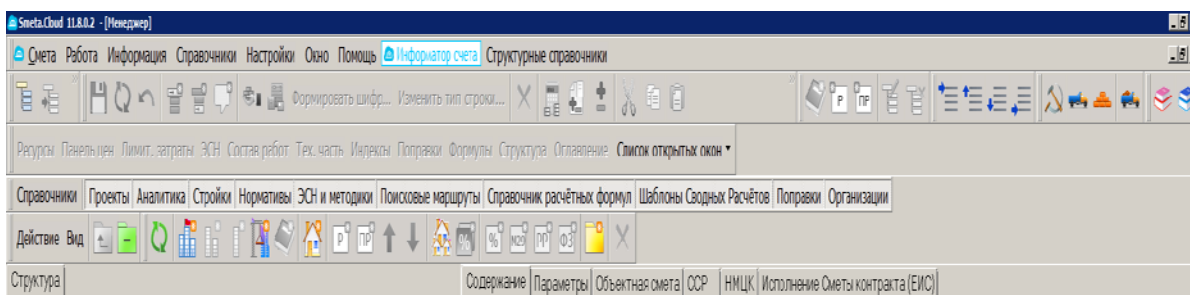 Smeta.Cloud 11.8.0.2 - [Менеджер]
Смета Работа Информация Справочники Настройки Окно Помощь Информатор счета Структурные справочники
Формировать шифр... Изменить тип строки... Р ПР
Ресурсы Панель цен Лимит. затраты ЭСН Состав работ Тех. часть Индексы Поправки Формулы Структура Оглавление Список открытых окон
Справочники Проекты Аналитика Стройки Нормативы ЭСН и методики Поисковые маршруты Справочник расчётных формул Шаблоны Сводных Расчётов Поправки Организации
Действие Вид Р ПР % % №29 РР ФЗ
Структура Содержание Параметры Объектная смета ССР НМЦК Исполнение Сметы контракта (ЕИС)